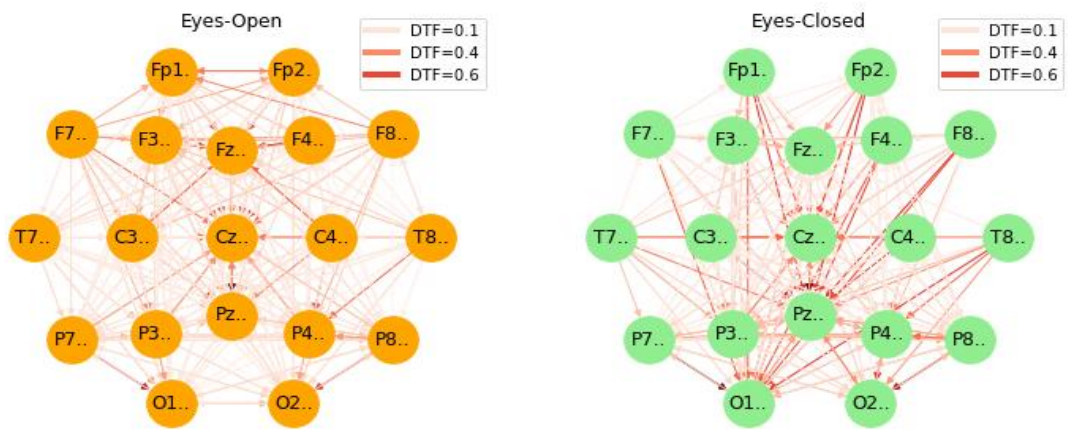 Eyes-Open
DTF=0.1
DTF=0.4
DTF=0.6
Fp1.
Fp2.
F7..
F3..
Fz..
F4..
F8..
T7..
C3..
Cz..
C4..
T8..
P7..
P3..
Pz..
P4..
P8..
O1..
O2..
Eyes-Closed
DTF=0.1
DTF=0.4
DTF=0.6
Fp1.
Fp2.
F7..
F3..
Fz..
F4..
F8..
T7..
C3..
Cz..
C4..
T8..
P7..
P3..
Pz..
P4..
P8..
O1..
O2..